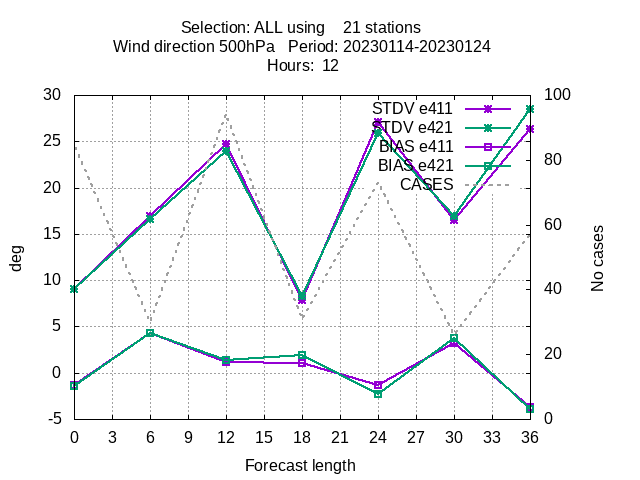 Selection: ALL using    21 stations
Wind direction 500hPa   Period: 20230114-20230124
Hours:  12
deg
30
25
20
15
10
5
0
-5
STDV e411
STDV e421
BIAS e411
BIAS e421
CASES
100
80
60
40
20
0
No cases
0 3 6 9 12 15 18 21 24 27 30 33 36
Forecast length